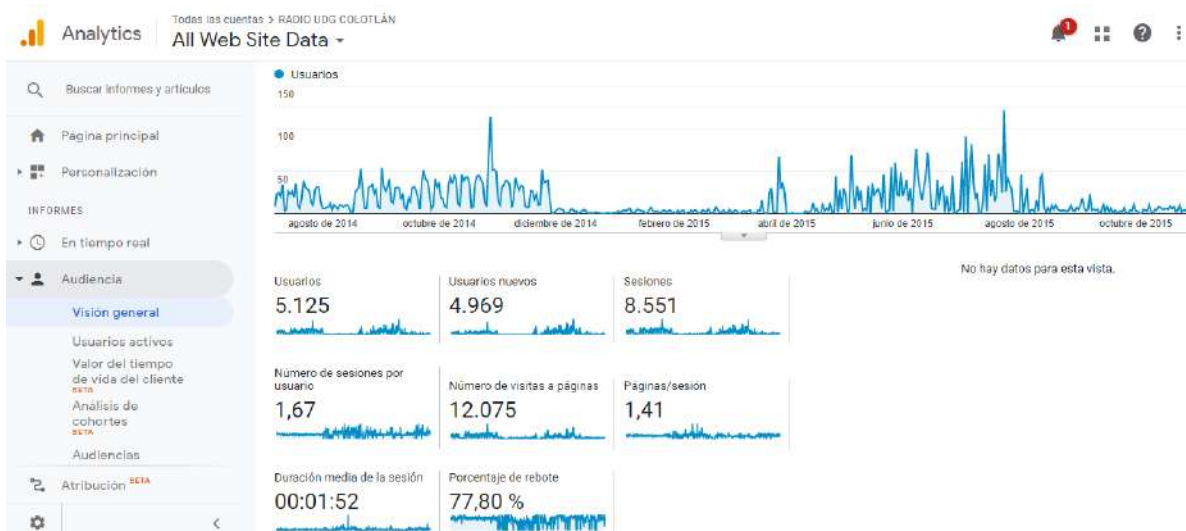 Todas las cuentas > RADIO UDG COLOTLÁN
Analytics
All Web Site Data
1
Buscar informes y artículos
Página principal
Personalización
INFORMES
En tiempo real
Audiencia
Visión general
Usuarios activos
Valor del tiempo
de vida del cliente
BETA
Análisis de
cohortes
BETA
Audiencias
Atribución BETA
Usuarios
150
100
50
agosto de 2014
octubre de 2014
diciembre de 2014
febrero de 2015
abril de 2015
junio de 2015
agosto de 2015
octubre de 2015
No hay datos para esta vista.
Usuarios
5.125
Usuarios nuevos
4.969
Sesiones
8.551
Número de sesiones por
usuario
1,67
Número de visitas a páginas
12.075
Páginas/sesión
1,41
Duración media de la sesión
00:01:52
Porcentaje de rebote
77,80 %